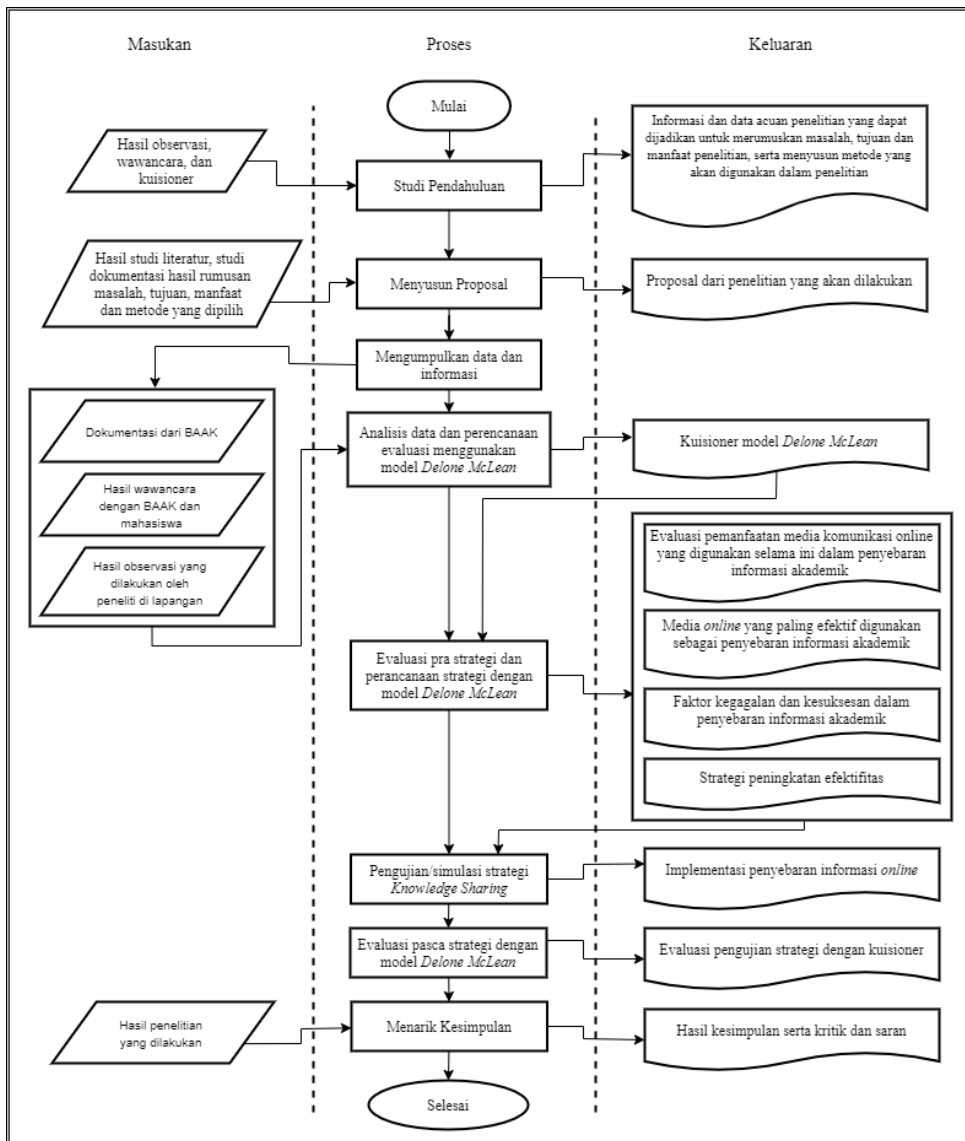 Masukan
Proses
Keluaran
Mulai
Hasil observasi,
wawancara, dan
kuisioner
Studi Pendahuluan
Informasi dan data acuan penelitian yang dapat
dijadikan untuk merumuskan masalah, tujuan dan
manfaat penelitian, serta menyusun metode yang
akan digunakan dalam penelitian
Hasil studi literatur, studi
dokumentasi hasil rumusan
masalah, tujuan, manfaat
dan metode yang dipilih
Menyusun Proposal
Proposal dari penelitian yang akan dilakukan
Mengumpulkan data dan
informasi
Dokumentasi dari BAAK
Hasil wawancara
dengan BAAK dan
mahasiswa
Hasil observasi yang
dilakukan oleh
peneliti di lapangan
Analisis data dan perencanaan
evaluasi menggunakan
model Delone McLean
Kuisioner model Delone McLean
Evaluasi pra strategi dan
perancanaan strategi dengan
model Delone McLean
Evaluasi pemanfaatan media komunikasi online
yang digunakan selama ini dalam penyebaran
informasi akademik
Media online yang paling efektif digunakan
sebagai penyebaran informasi akademik
Faktor kegagalan dan kesuksesan dalam
penyebaran informasi akademik
Strategi peningkatan efektifitas
Pengujian/simulasi strategi
Knowledge Sharing
Implementasi penyebaran informasi online
Evaluasi pasca strategi dengan
model Delone McLean
Evaluasi pengujian strategi dengan kuisioner
Hasil penelitian
yang dilakukan
Menarik Kesimpulan
Hasil kesimpulan serta kritik dan saran
Selesai